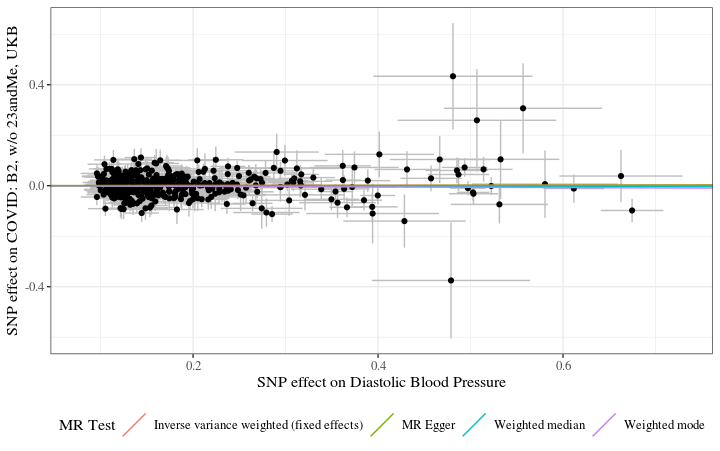 SNP effect on COVID: B2, w/o 23andMe, UKB
0.4
0.0
-0.4
0.2 0.4 0.6
SNP effect on Diastolic Blood Pressure
MR Test Inverse variance weighted (fixed effects) MR Egger Weighted median Weighted mode